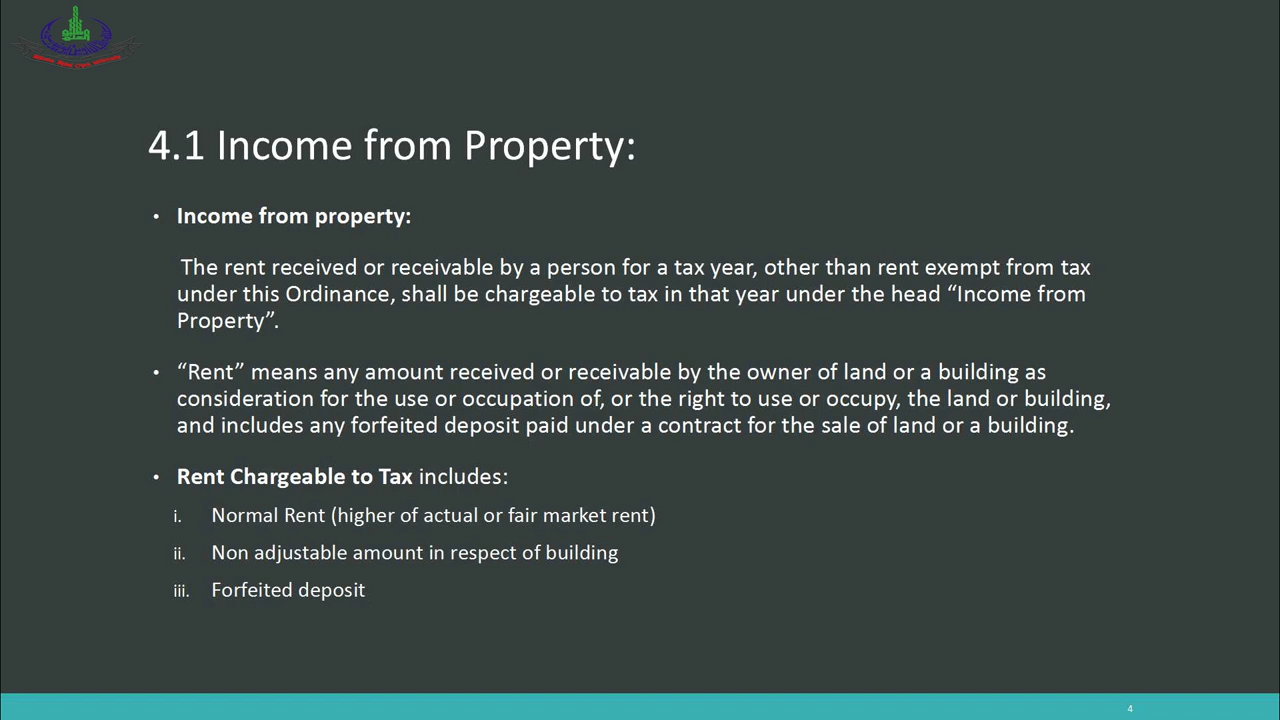 4.1 Income from Property:
• Income from property:
The rent received or receivable by a person for a tax year, other than rent exempt from tax
under this Ordinance, shall be chargeable to tax in that year under the head “Income from
Property”.
• “Rent” means any amount received or receivable by the owner of land or a building as
consideration for the use or occupation of, or the right to use or occupy, the land or building,
and includes any forfeited deposit paid under a contract for the sale of land or a building.
• Rent Chargeable to Tax includes:
i. Normal Rent (higher of actual or fair market rent)
ii. Non adjustable amount in respect of building
iii. Forfeited deposit
4